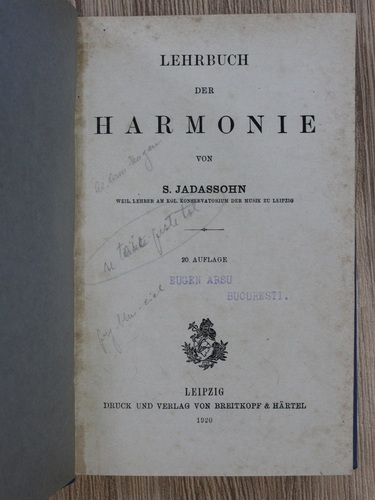 LEHRBUCH
DER
HARMONIE
VON
S. JADASSOHN
WEIL. LEHRER AM KGL. KONSERVATORIUM DER MUSIK ZU LEIPZIG
20. AUFLAGE
EUGEN ARSU
BUCUREȘTI.
LEIPZIG
DRUCK UND VERLAG VON BREITKOPF & HÄRTEL
1920